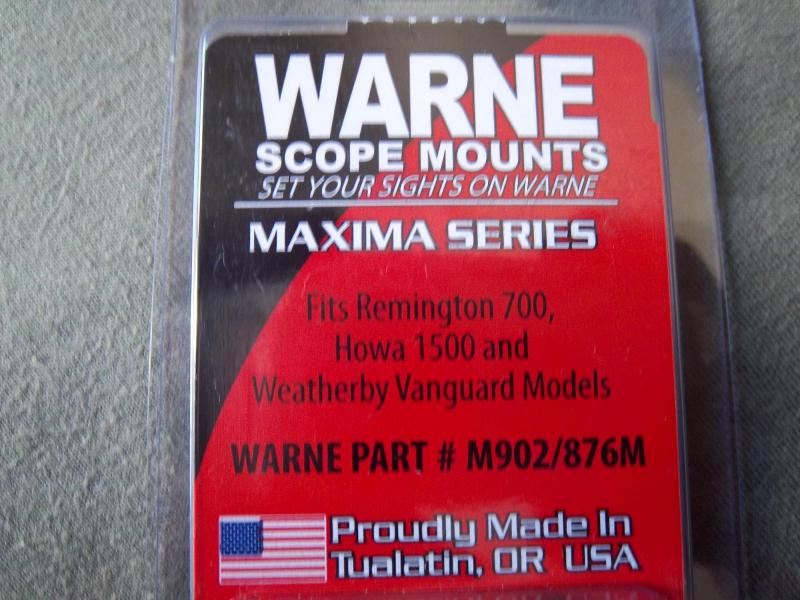 WARNE
SCOPE MOUNTS
SET YOUR SIGHTS ON WARNE
MAXIMA SERIES
Fits Remington 700,
Howa 1500 and
Weatherby Vanguard Models
WARNE PART # M902/876M
Proudly Made In
Tualatin, OR USA